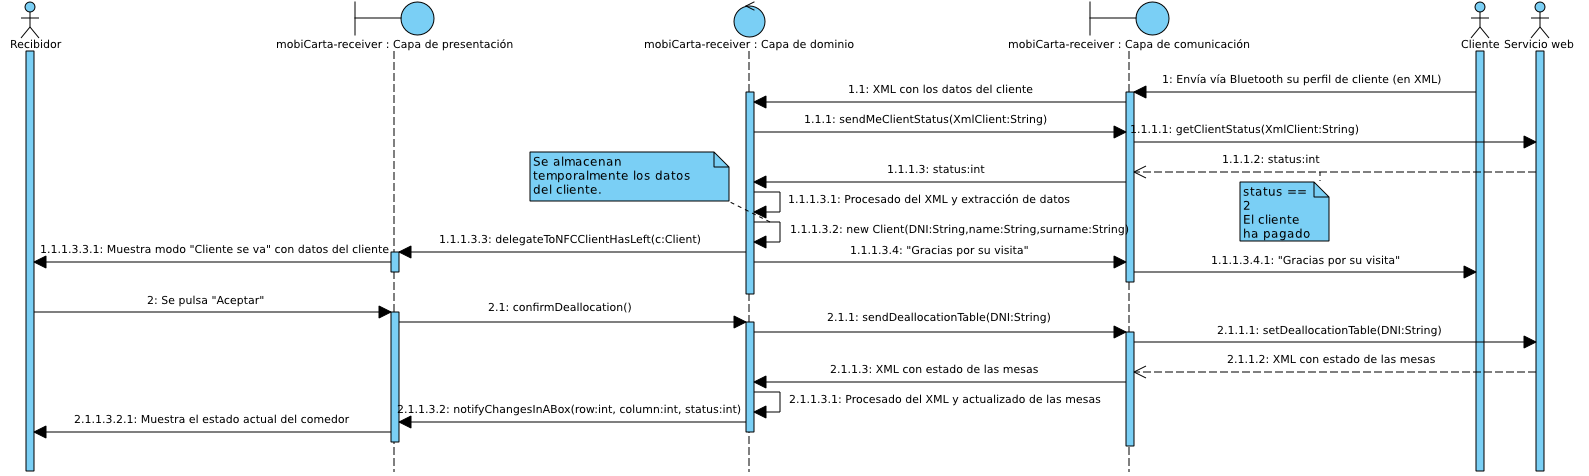 Recibidor
mobiCarta-receiver : Capa de presentación
mobiCarta-receiver : Capa de dominio
mobiCarta-receiver : Capa de comunicación
Cliente
Servicio web
1: Envía vía Bluetooth su perfil de cliente (en XML)
1.1: XML con los datos del cliente
1.1.1: sendMeClientStatus(XmlClient:String)
1.1.1.1: getClientStatus(XmlClient:String)
1.1.1.2: status:int
Se almacenan
temporalmente los datos
del cliente.
1.1.1.3: status:int
status ==
2
El cliente
ha pagado
1.1.1.3.1: Procesado del XML y extracción de datos
1.1.1.3.2: new Client(DNI:String,name:String,surname:String)
1.1.1.3.3: delegateToNFCClientHasLeft(c:Client)
1.1.1.3.3.1: Muestra modo "Cliente se va" con datos del cliente
1.1.1.3.4: "Gracias por su visita"
1.1.1.3.4.1: "Gracias por su visita"
2: Se pulsa "Aceptar"
2.1: confirmDeallocation()
2.1.1: sendDeallocationTable(DNI:String)
2.1.1.1: setDeallocationTable(DNI:String)
2.1.1.2: XML con estado de las mesas
2.1.1.3: XML con estado de las mesas
2.1.1.3.1: Procesado del XML y actualizado de las mesas
2.1.1.3.2: notifyChangesInABox(row:int, column:int, status:int)
2.1.1.3.2.1: Muestra el estado actual del comedor